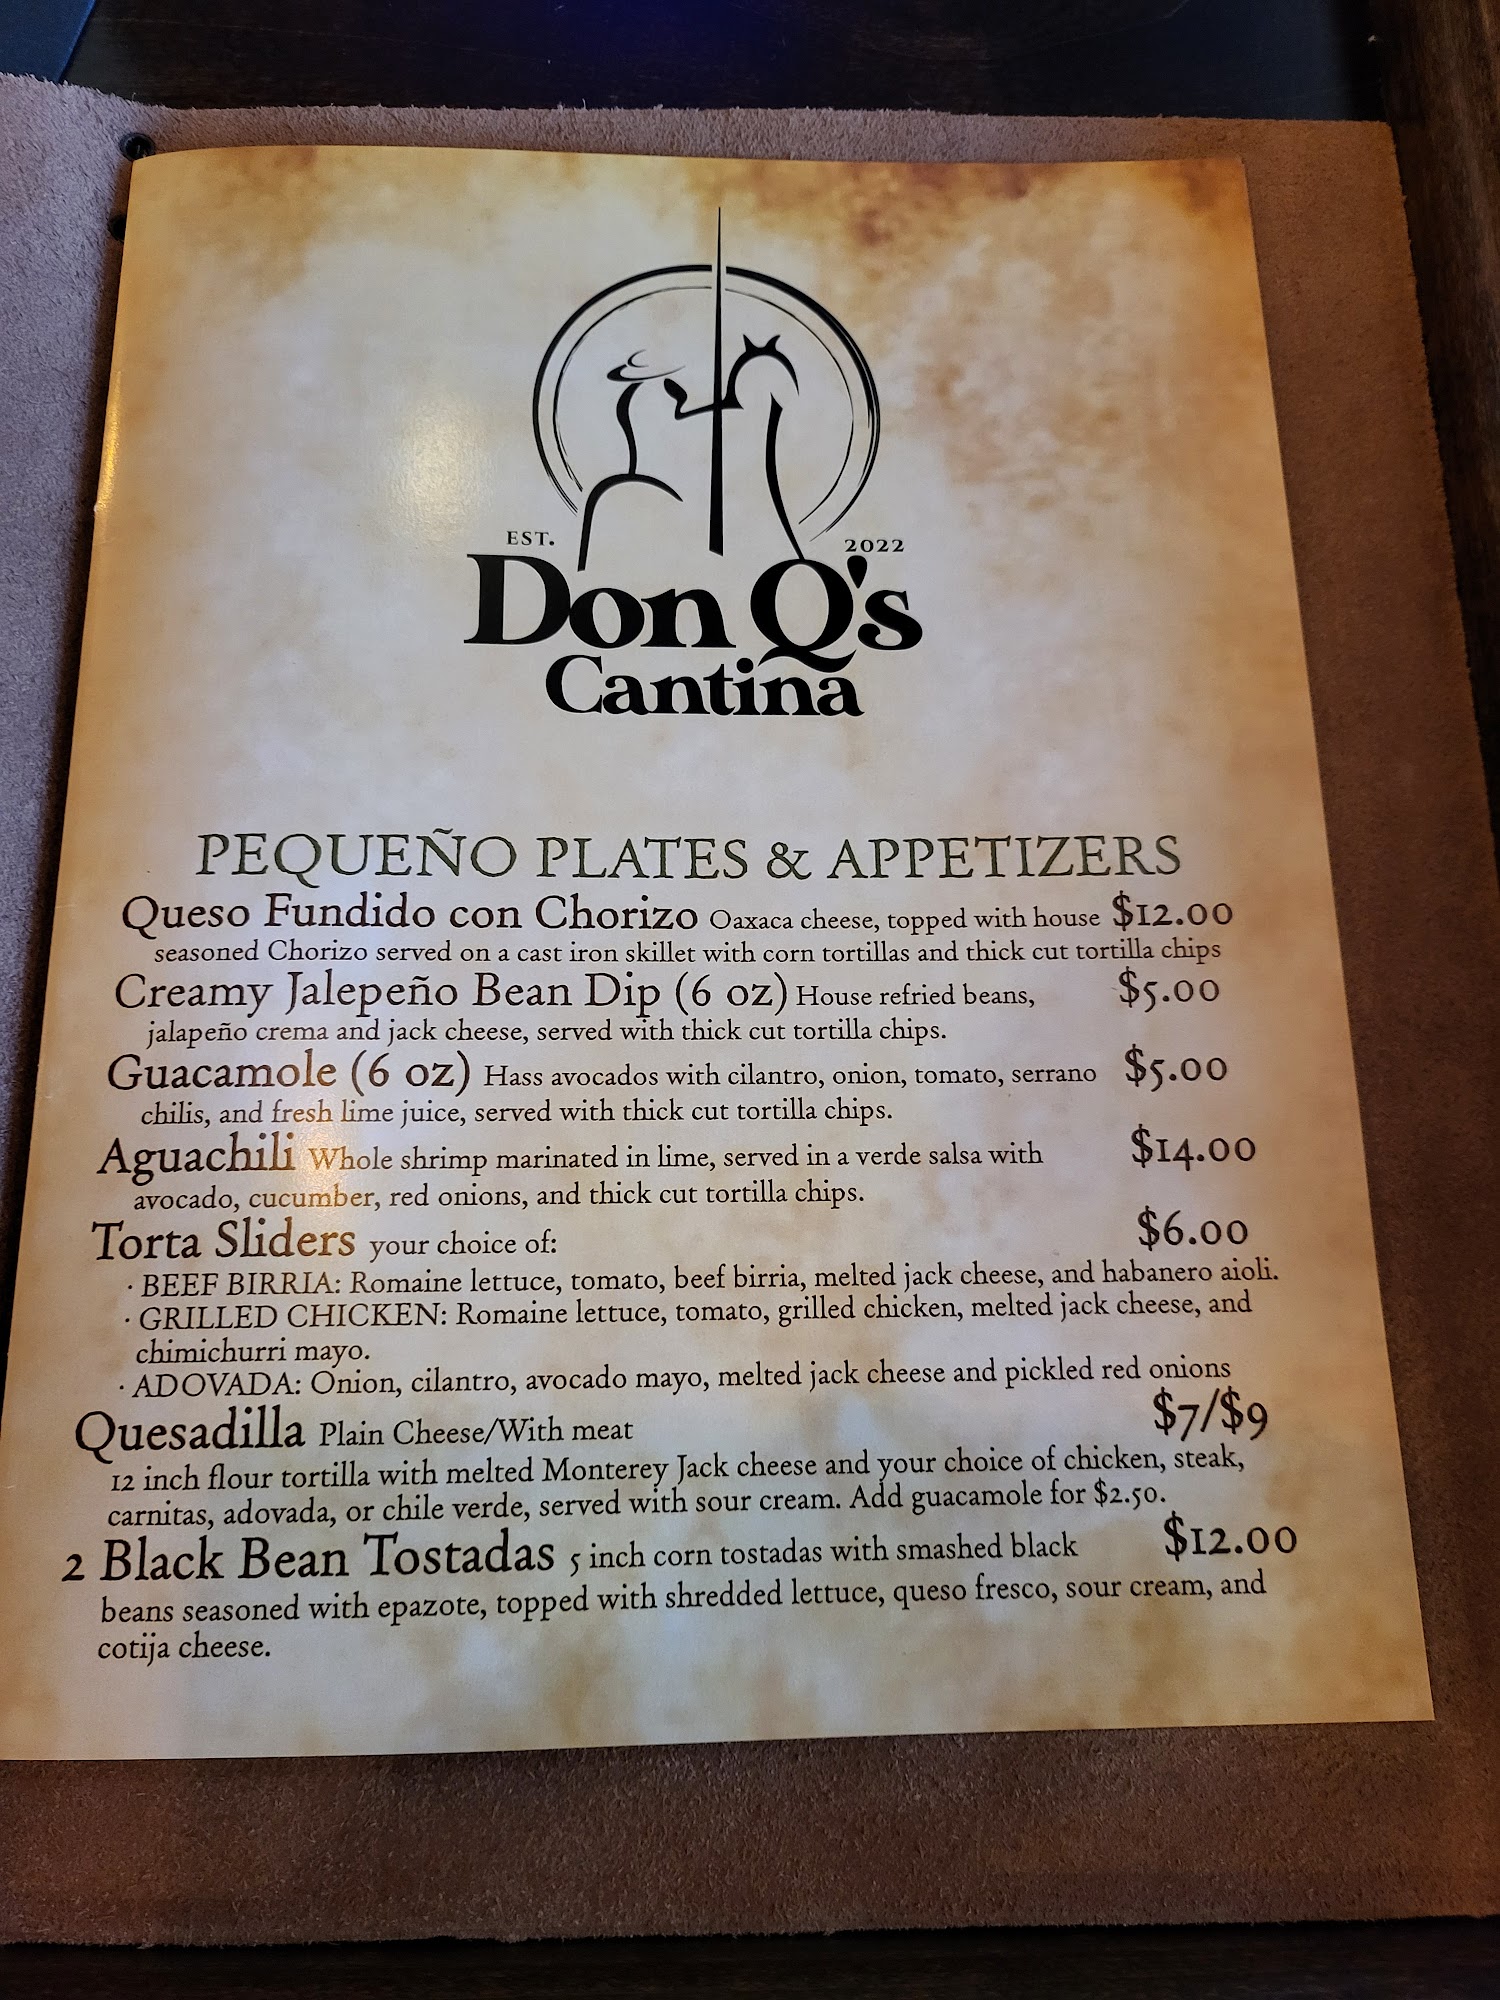 EST. 2022
Don Q's
Cantina
PEQUEÑO PLATES & APPETIZERS
Queso Fundido con Chorizo Oaxaca cheese, topped with house $12.00
seasoned Chorizo served on a cast iron skillet with corn tortillas and thick cut tortilla chips
Creamy Jalepeño Bean Dip (6 oz) House refried beans, $5.00
jalapeño crema and jack cheese, served with thick cut tortilla chips.
Guacamole (6 oz) Hass avocados with cilantro, onion, tomato, serrano $5.00
chilis, and fresh lime juice, served with thick cut tortilla chips.
Aguachili Whole shrimp marinated in lime, served in a verde salsa with $14.00
avocado, cucumber, red onions, and thick cut tortilla chips.
Torta Sliders your choice of: $6.00
· BEEF BIRRIA: Romaine lettuce, tomato, beef birria, melted jack cheese, and habanero aioli.
· GRILLED CHICKEN: Romaine lettuce, tomato, grilled chicken, melted jack cheese, and
chimichurri mayo.
· ADOVADA: Onion, cilantro, avocado mayo, melted jack cheese and pickled red onions
Quesadilla Plain Cheese/With meat $7/$9
12 inch flour tortilla with melted Monterey Jack cheese and your choice of chicken, steak,
carnitas, adovada, or chile verde, served with sour cream. Add guacamole for $2.50.
2 Black Bean Tostadas 5 inch corn tostadas with smashed black $12.00
beans seasoned with epazote, topped with shredded lettuce, queso fresco, sour cream, and
cotija cheese.